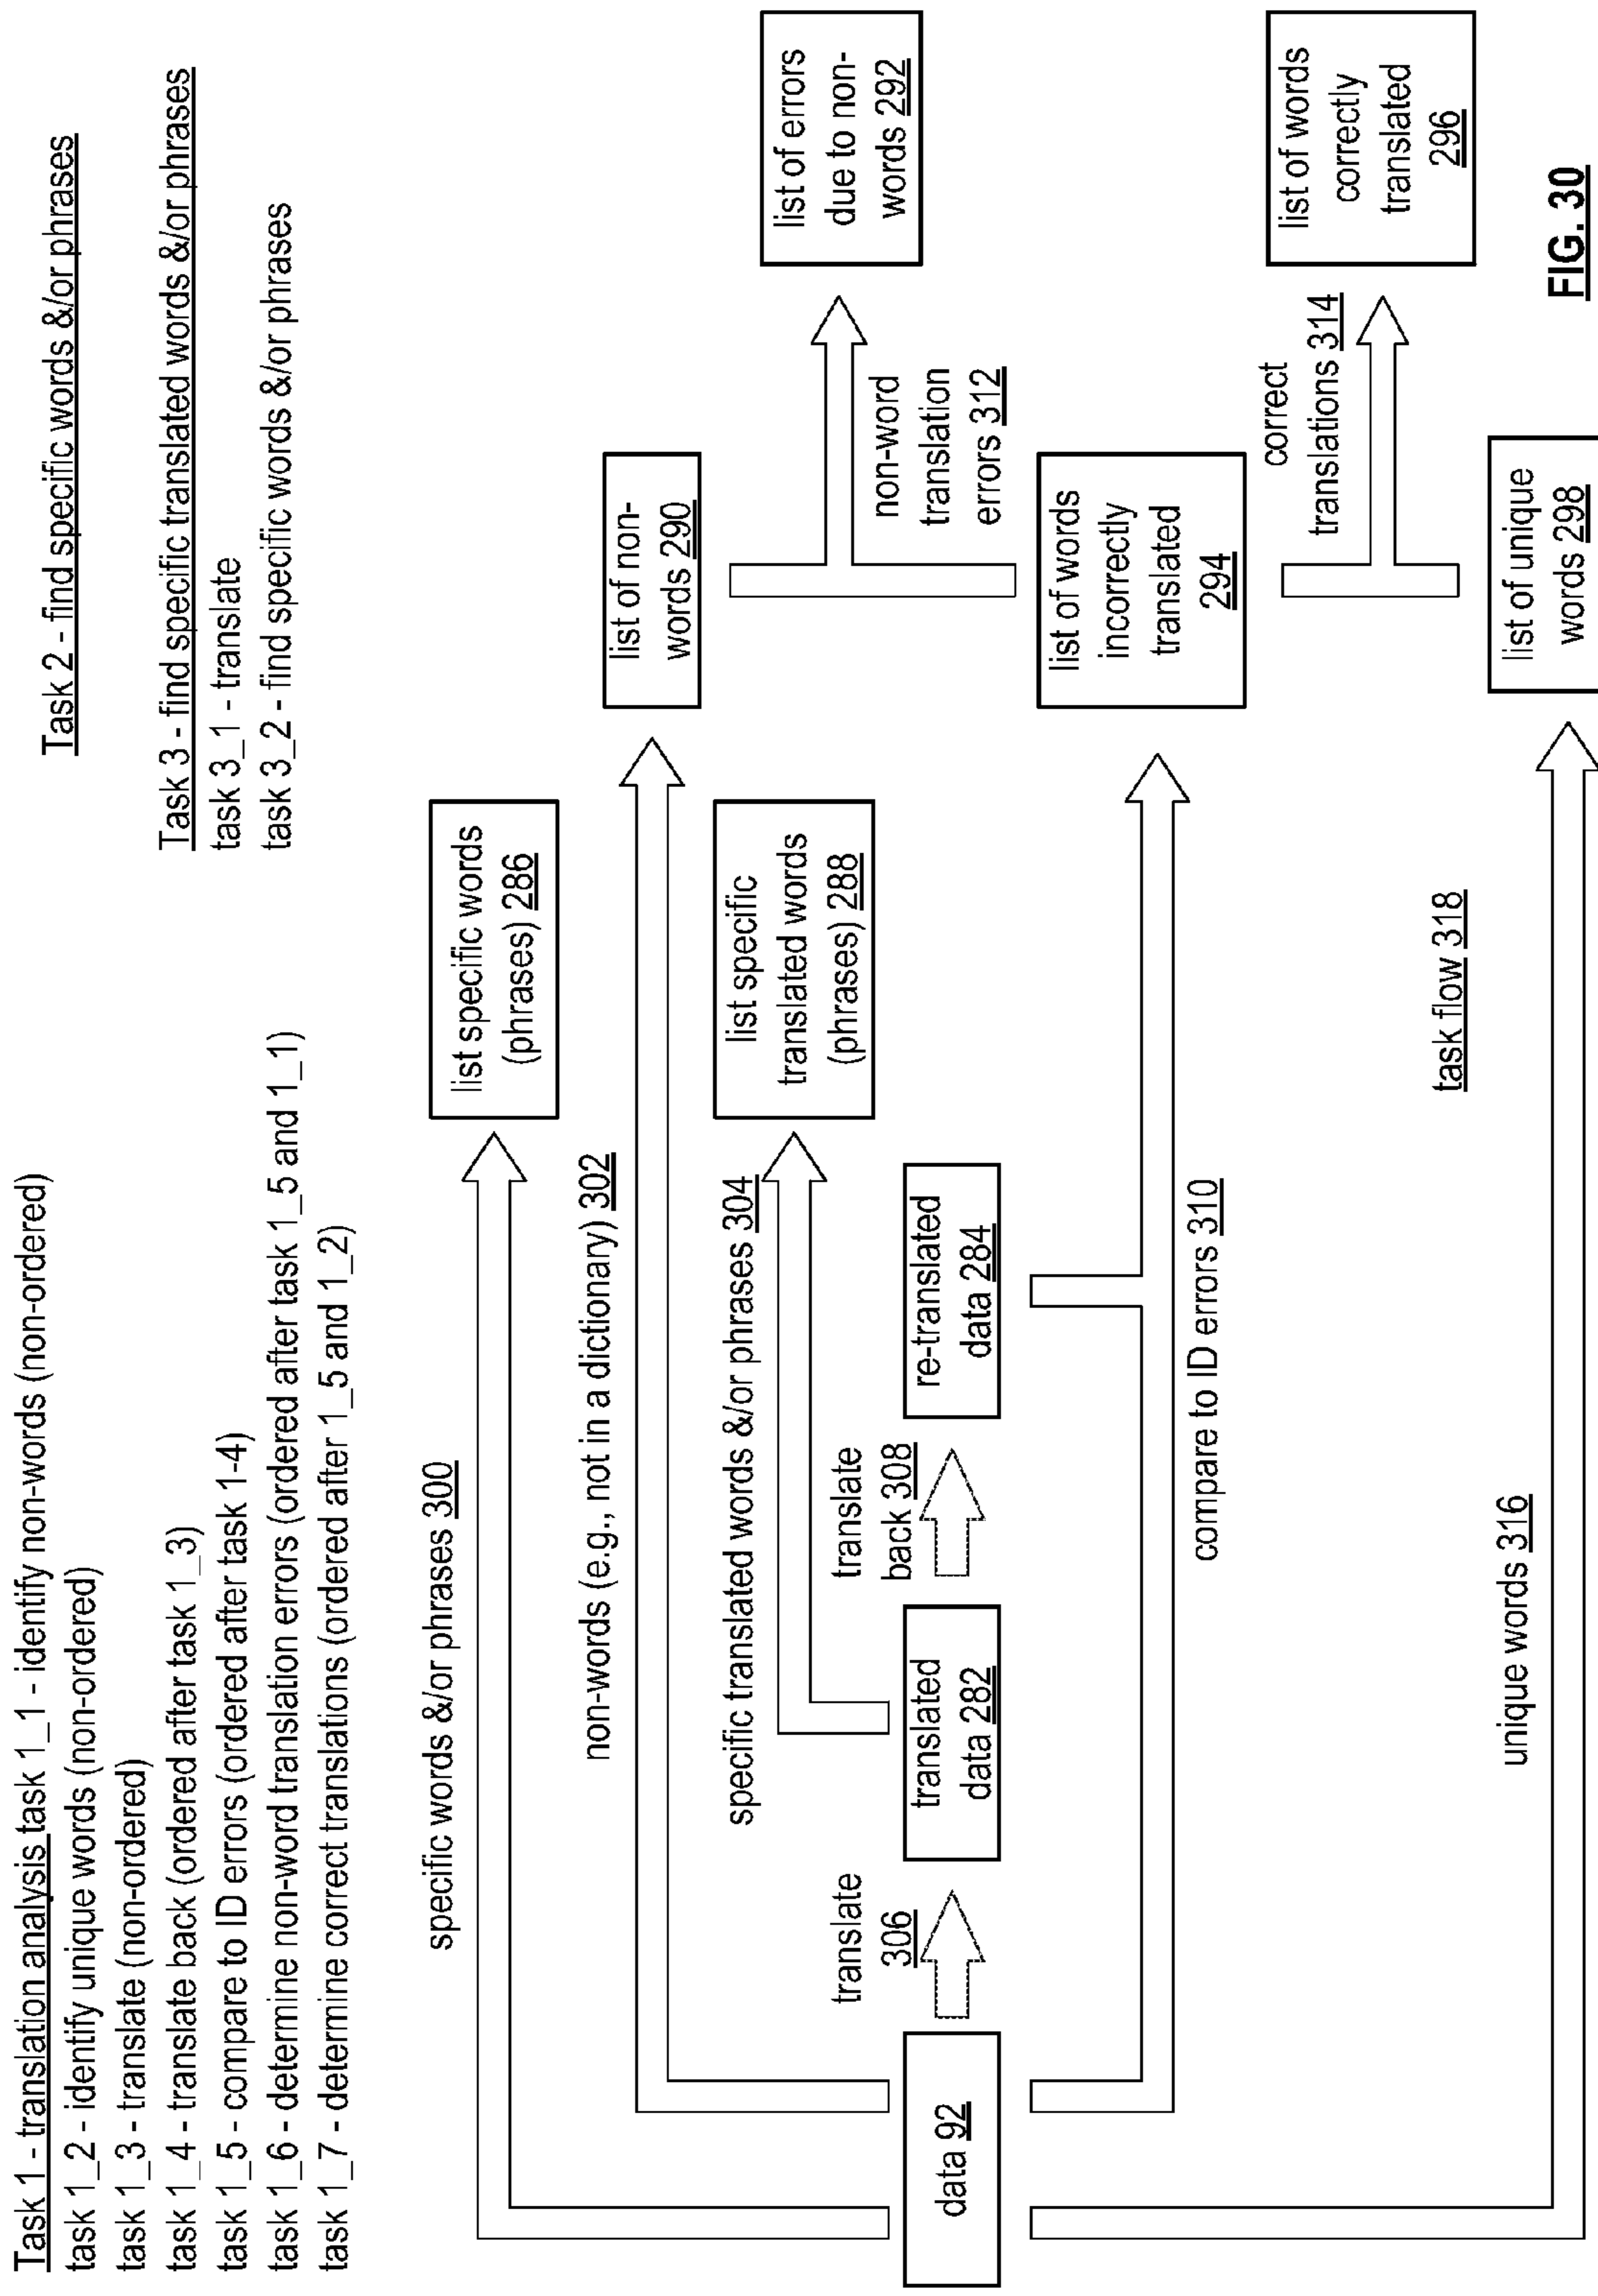 Task 1 - translation analysis task 1_1 - identify non-words (non-ordered)
task 1_2 - identify unique words (non-ordered)
task 1_3 - translate (non-ordered)
task 1_4 - translate back (ordered after task 1_3)
task 1_5 - compare to ID errors (ordered after task 1-4)
task 1_6 - determine non-word translation errors (ordered after task 1_5 and 1_1)
task 1_7 - determine correct translations (ordered after 1_5 and 1_2)
Task 2 - find specific words &/or phrases
Task 3 - find specific translated words &/or phrases
task 3_1 - translate
task 3_2 - find specific words &/or phrases
specific words &/or phrases 300
list specific words
(phrases) 286
non-words (e.g., not in a dictionary) 302
list of non-
words 290
specific translated words &/or phrases 304
list specific
translated words
(phrases) 288
list of errors
due to non-
words 292
non-word
translation
errors 312
data 92
translate
306
translated
data 282
translate
back 308
re-translated
data 284
compare to ID errors 310
list of words
incorrectly
translated
294
correct
translations 314
list of words
correctly
translated
296
task flow 318
unique words 316
list of unique
words 298
FIG. 30